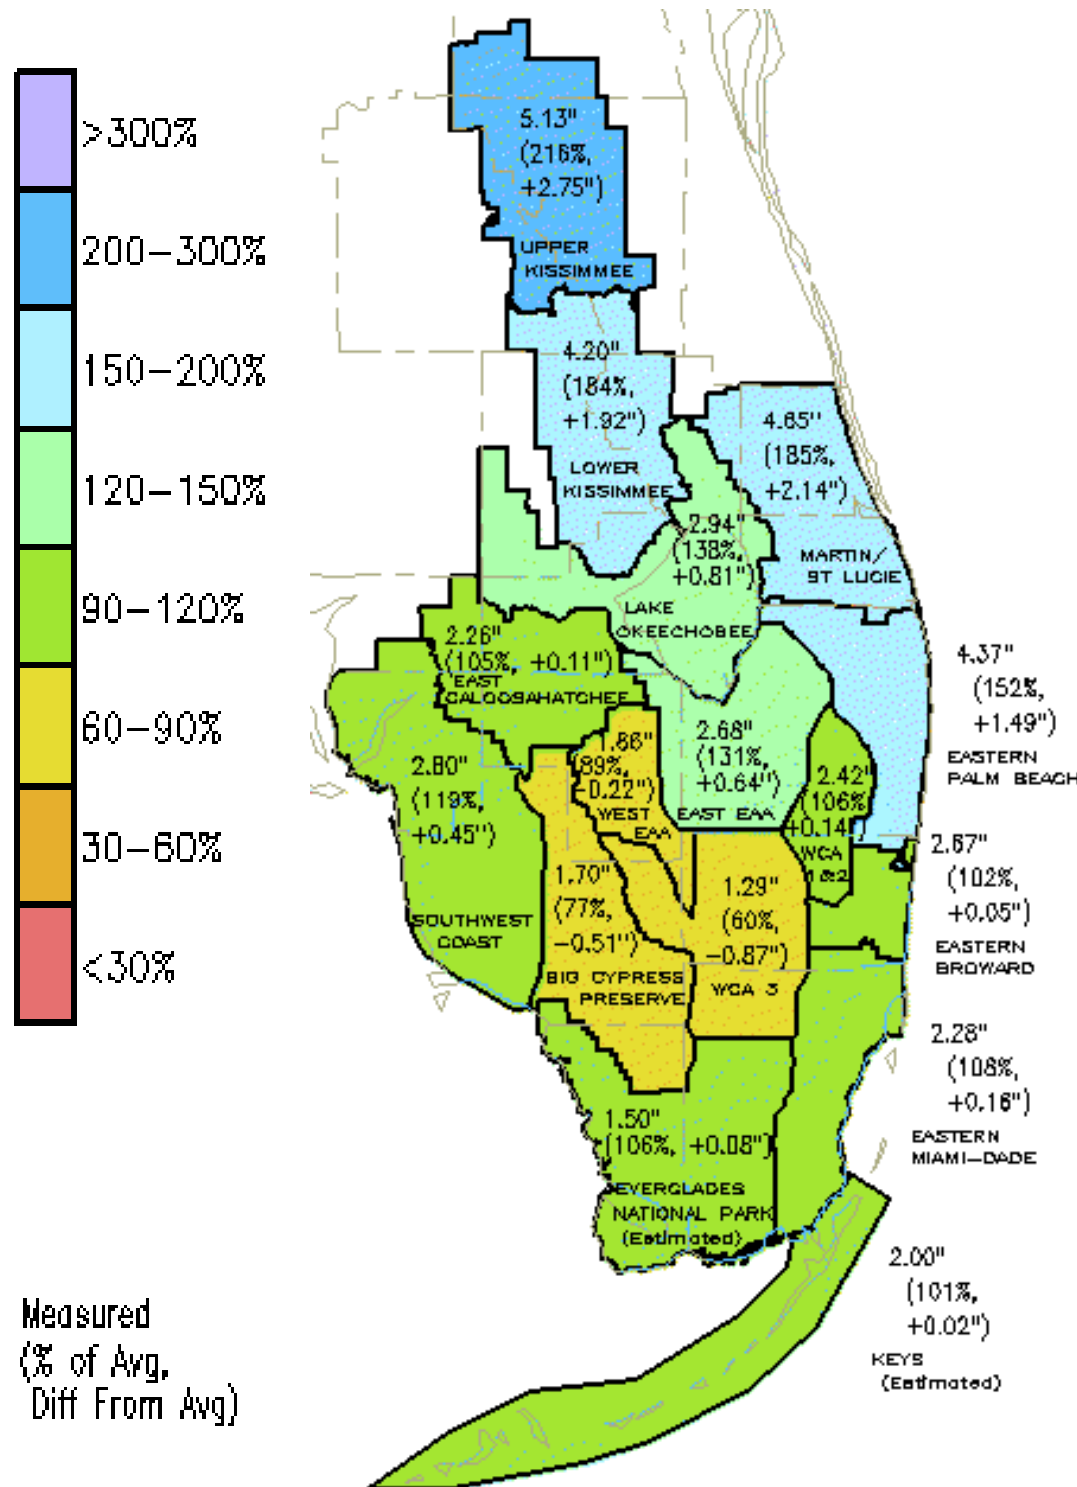 >300%
200-300%
150-200%
120-150%
90-120%
60-90%
30-60%
<30%
5.13"
(216%,
+2.75")
UPPER
KISSIMMEE
4.20"
(184%,
+1.92")
LOWER
KISSIMMEE
4.65"
(185%,
+2.14")
MARTIN/
ST LUCIE
2.94"
(138%,
+0.81")
LAKE
OKEECHOBEE
2.26"
(105%, +0.11")
EAST
CALOOSAHATCHEE
4.37"
(152%,
+1.49")
EASTERN
PALM BEACH
2.80"
(119%,
+0.45")
SOUTHWEST
COAST
1.86"
(89%,
-0.22")
WEST
EAA
2.68"
(131%,
+0.64")
EAST EAA
2.42"
(106%
+0.14"
WCA
1&2
1.70"
(77%,
-0.51")
BIG CYPRESS
PRESERVE
1.29"
(60%,
-0.87")
WCA 3
2.67"
(102%,
+0.05")
EASTERN
BROWARD
2.28"
(108%,
+0.16")
EASTERN
MIAMI-DADE
1.50"
(106%, +0.08")
EVERGLADES
NATIONAL PARK
(Estimated)
2.00"
(101%,
+0.02")
KEYS
(Estimated)
Measured
(% of Avg,
Diff From Avg)